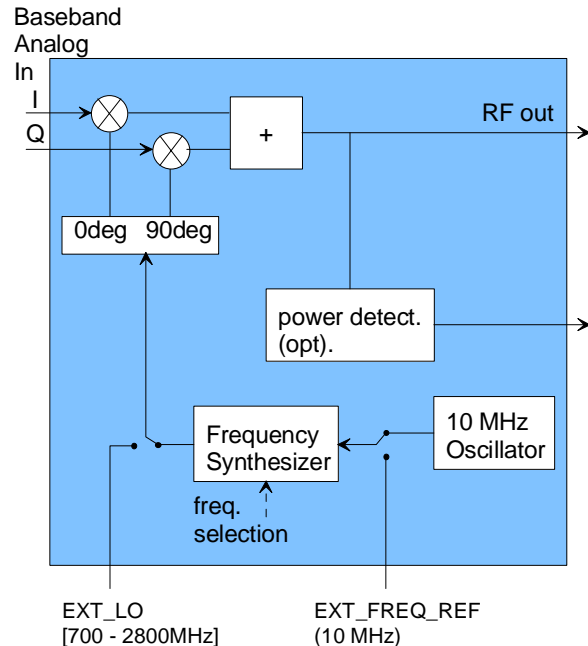 Baseband
Analog
In
I
Q
+
RF out
0deg 90deg
power detect.
(opt).
Frequency
Synthesizer
10 MHz
Oscillator
freq.
selection
EXT_LO
[700 - 2800MHz]
EXT_FREQ_REF
(10 MHz)